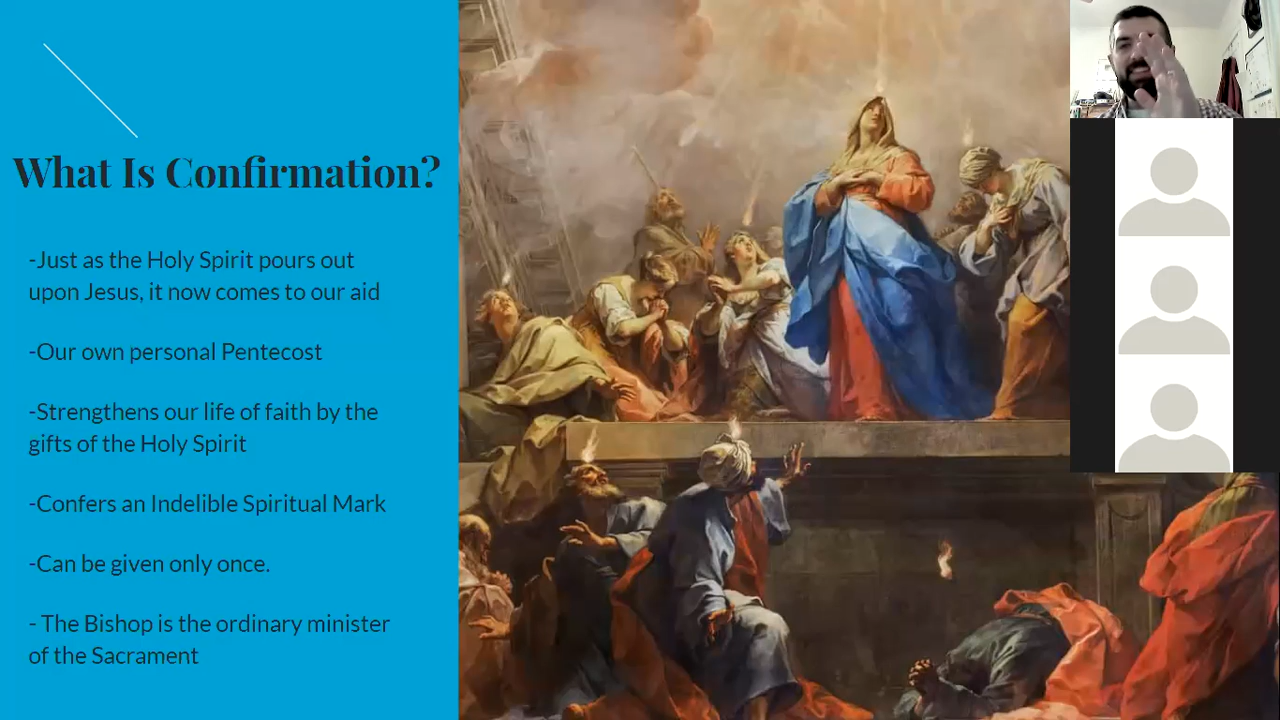 What Is Confirmation?
-Just as the Holy Spirit pours out
upon Jesus, it now comes to our aid
-Our own personal Pentecost
-Strengthens our life of faith by the
gifts of the Holy Spirit
-Confers an Indelible Spiritual Mark
-Can be given only once.
- The Bishop is the ordinary minister
of the Sacrament